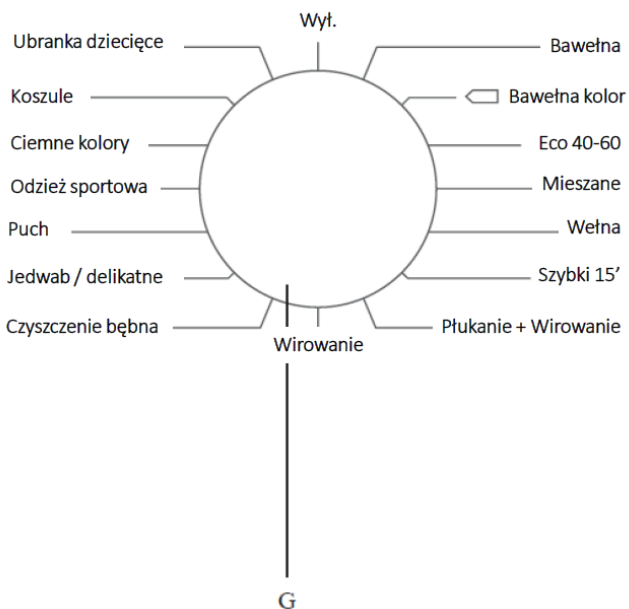 Wył.
Ubranka dziecięce
Bawełna
Koszule
Bawełna kolor
Ciemne kolory
Eco 40-60
Odzież sportowa
Mieszane
Puch
Wełna
Jedwab / delikatne
Szybki 15’
Czyszczenie bębna
Płukanie + Wirowanie
Wirowanie
G